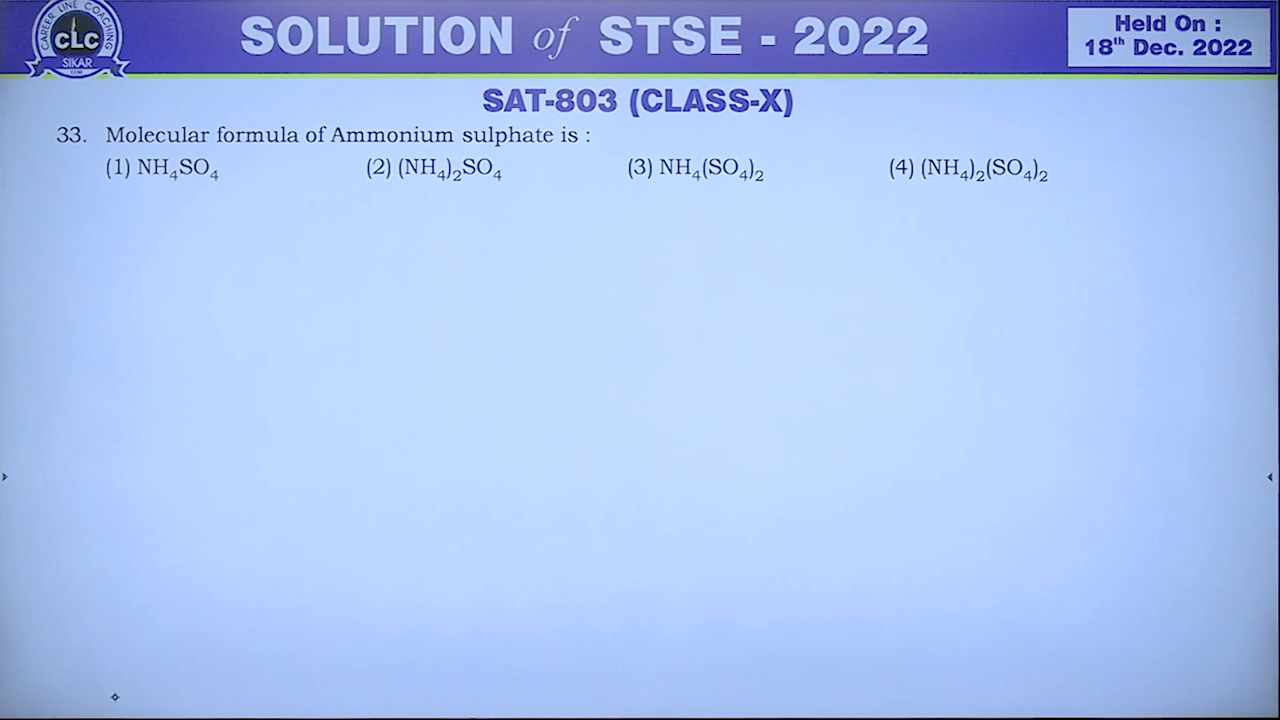 CAREER LINE COACHING
CLC
SIKAR
SOLUTION of STSE - 2022
Held On :
18th Dec. 2022
SAT-803 (CLASS-X)
33. Molecular formula of Ammonium sulphate is :
(1) NH₄SO₄ (2) (NH₄)₂SO₄ (3) NH₄(SO₄)₂ (4) (NH₄)₂(SO₄)₂